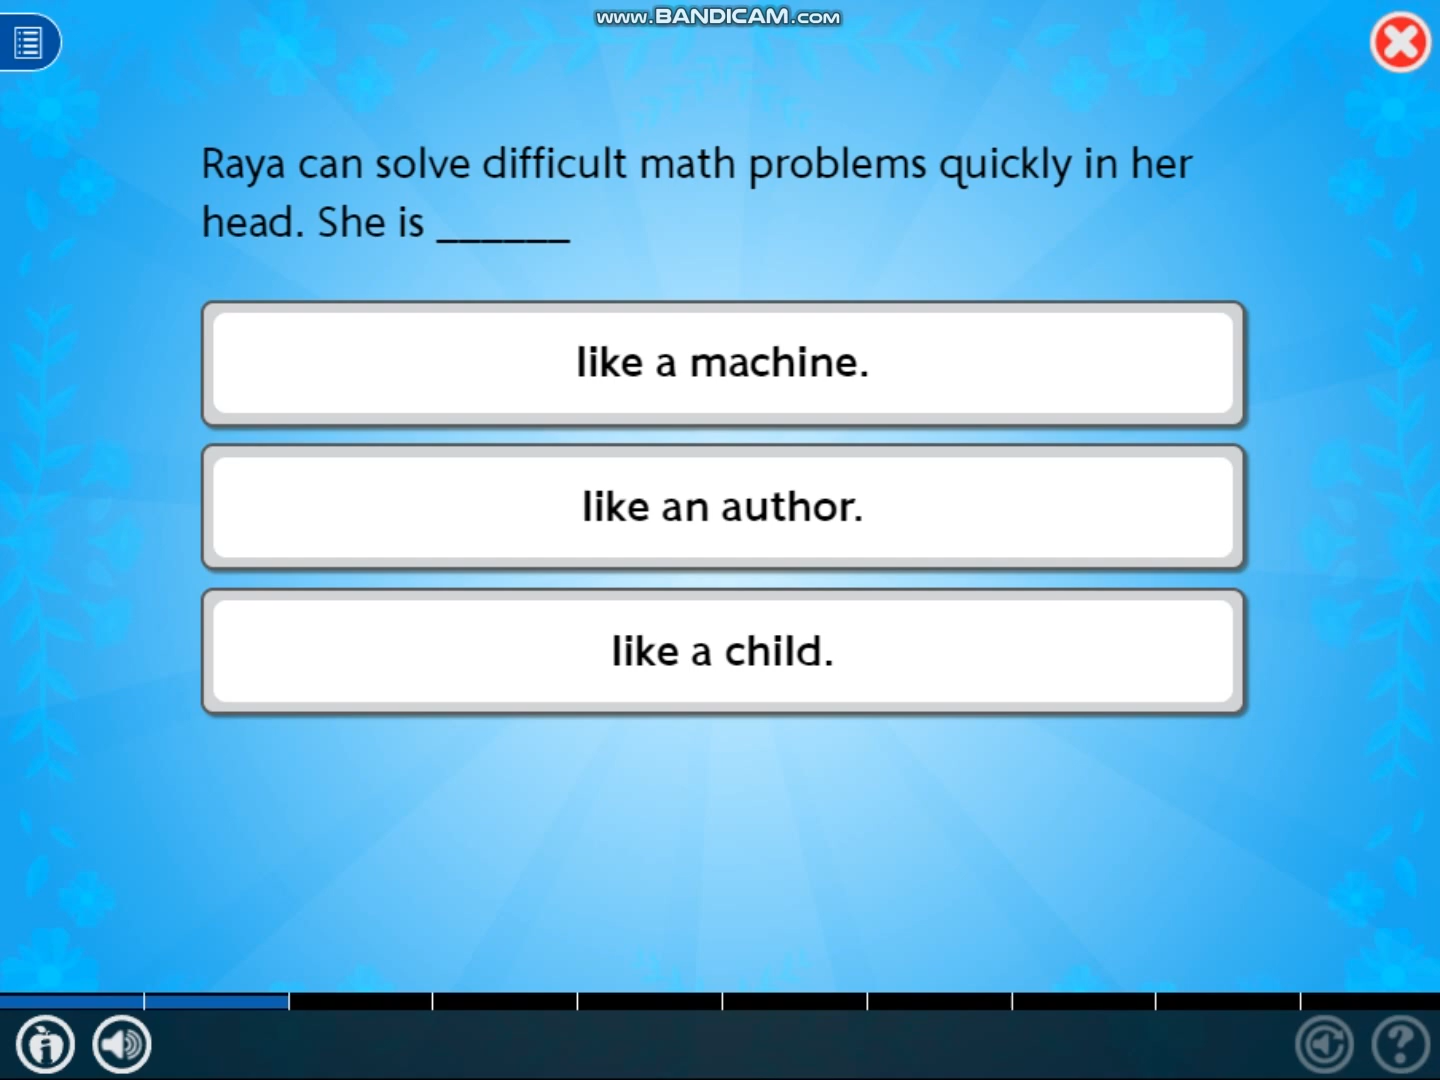 www.BANDICAM.com
Raya can solve difficult math problems quickly in her
head. She is ______
like a machine.
like an author.
like a child.